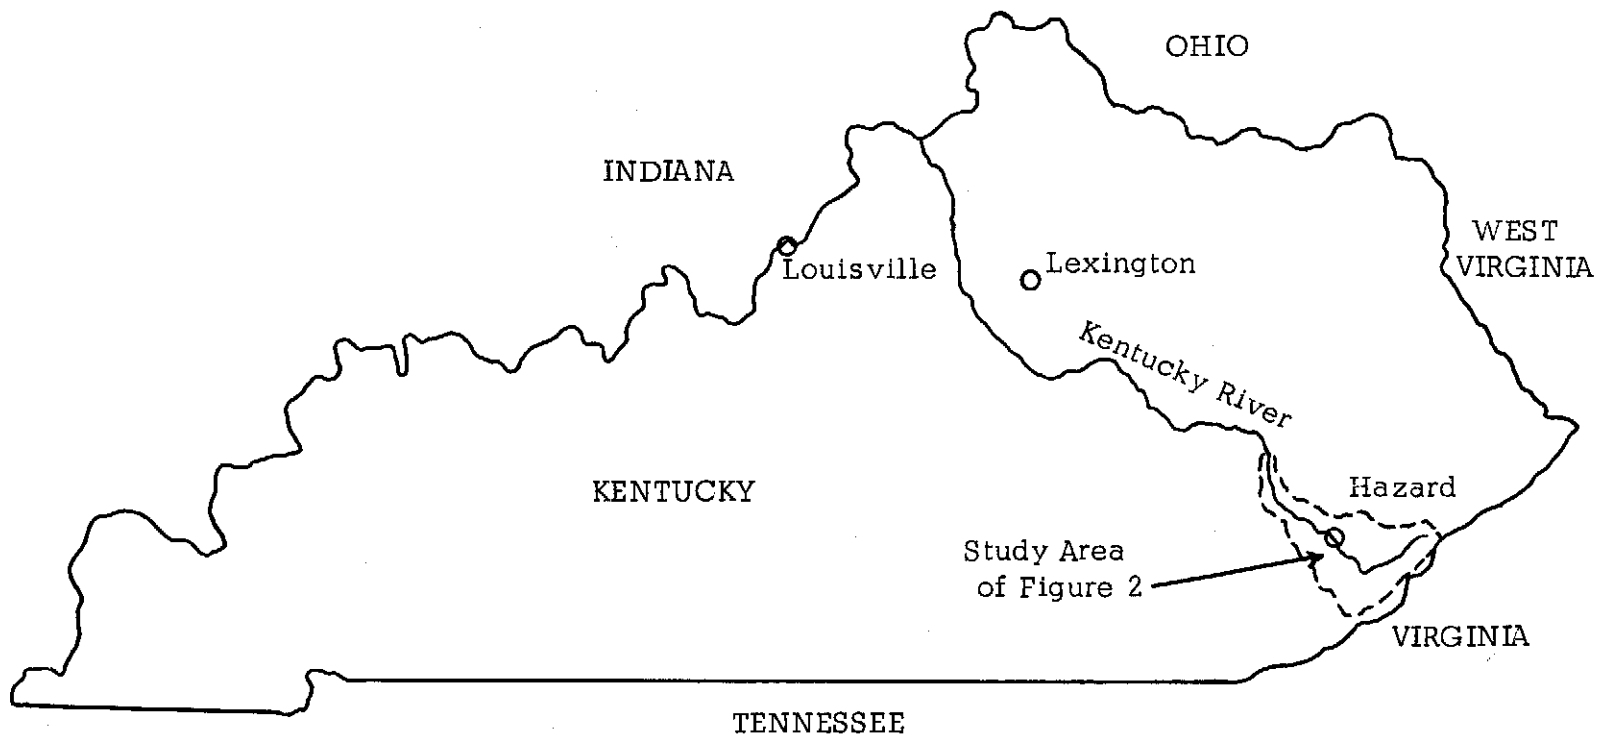 OHIO
INDIANA
WEST
VIRGINIA
Louisville
Lexington
Kentucky River
KENTUCKY
Hazard
Study Area
of Figure 2
VIRGINIA
TENNESSEE